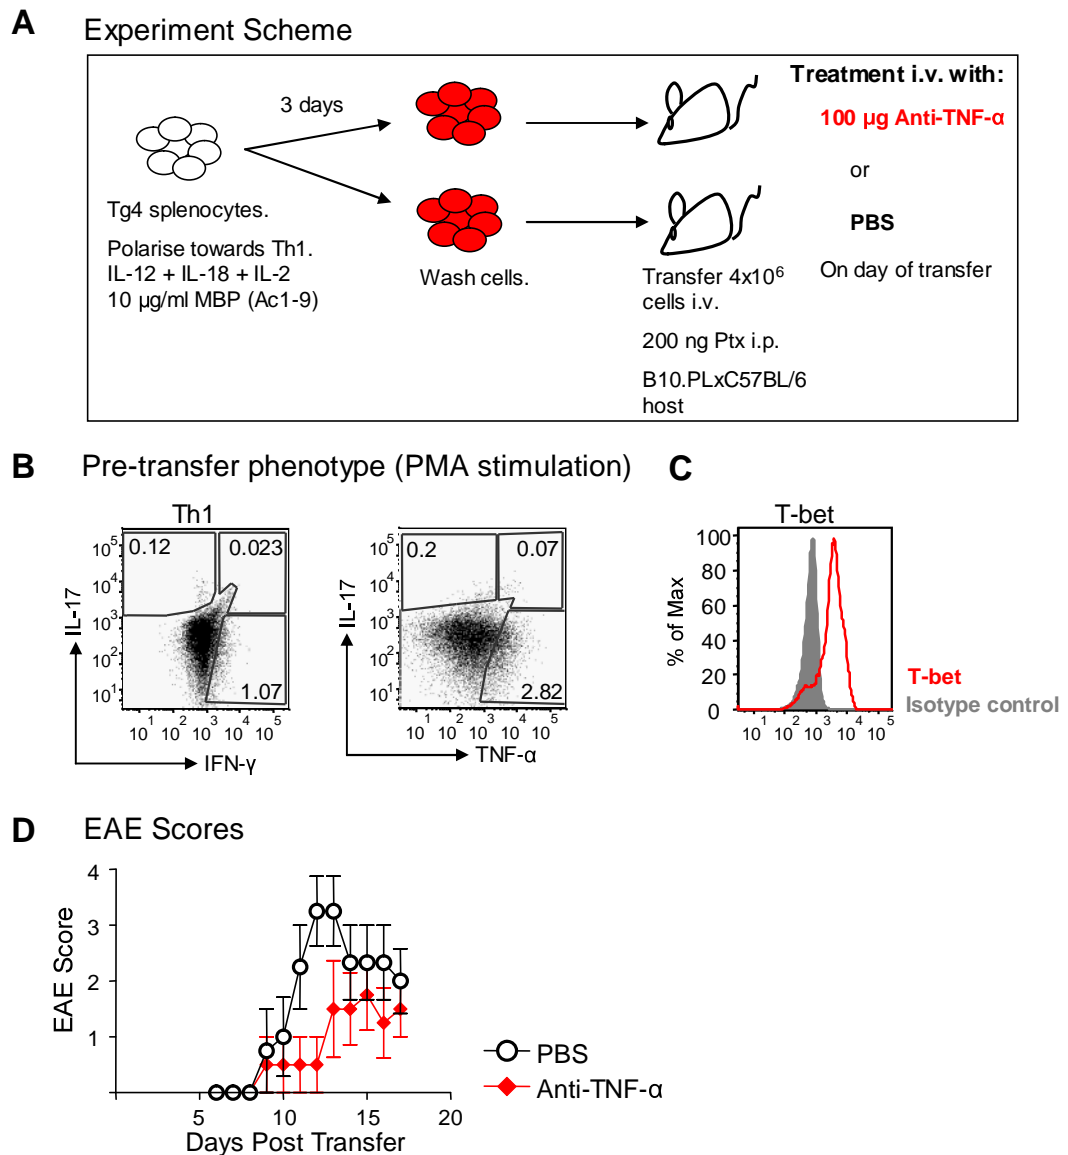 A Experiment Scheme
3 days
Tg4 splenocytes.
Polarise towards Th1.
IL-12 + IL-18 + IL-2
10 µg/ml MBP (Ac1-9)
Wash cells.
Transfer 4x10⁶
cells i.v.
200 ng Ptx i.p.
B10.PLxC57BL/6
host
Treatment i.v. with:
100 µg Anti-TNF-α
or
PBS
On day of transfer
B Pre-transfer phenotype (PMA stimulation)
Th1
10⁵
10⁴
10³
10²
10¹
IL-17
0.12
0.023
1.07
10¹ 10² 10³ 10⁴ 10⁵
IFN-γ
10⁵
10⁴
10³
10²
10¹
IL-17
0.2
0.07
2.82
10¹ 10² 10³ 10⁴ 10⁵
TNF-α
C
T-bet
100
80
60
40
20
0
% of Max
10¹ 10² 10³ 10⁴ 10⁵
T-bet
Isotype control
D EAE Scores
4
3
2
1
EAE Score
5 10 15 20
Days Post Transfer
PBS
Anti-TNF-α